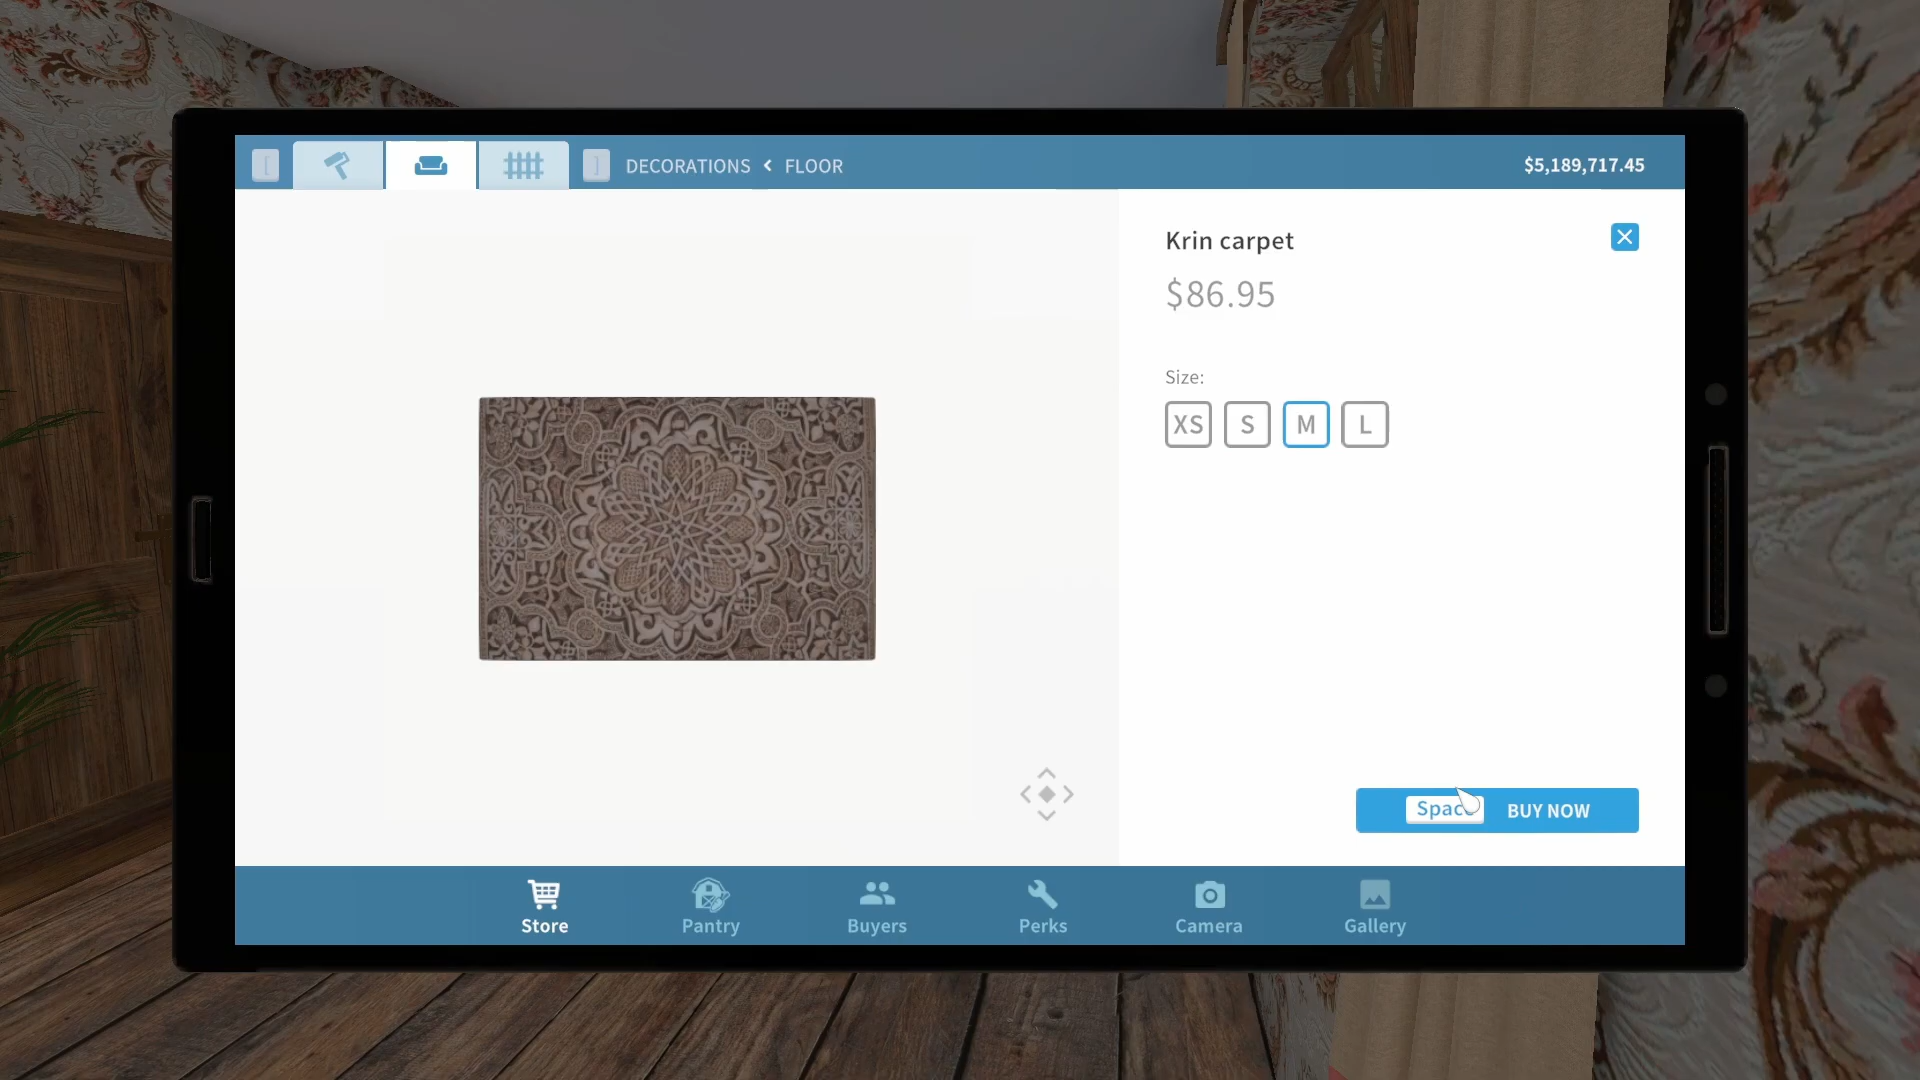 [
]
DECORATIONS < FLOOR
$5,189,717.45
Krin carpet
$86.95
Size:
XS S M L
Space BUY NOW
Store Pantry Buyers Perks Camera Gallery